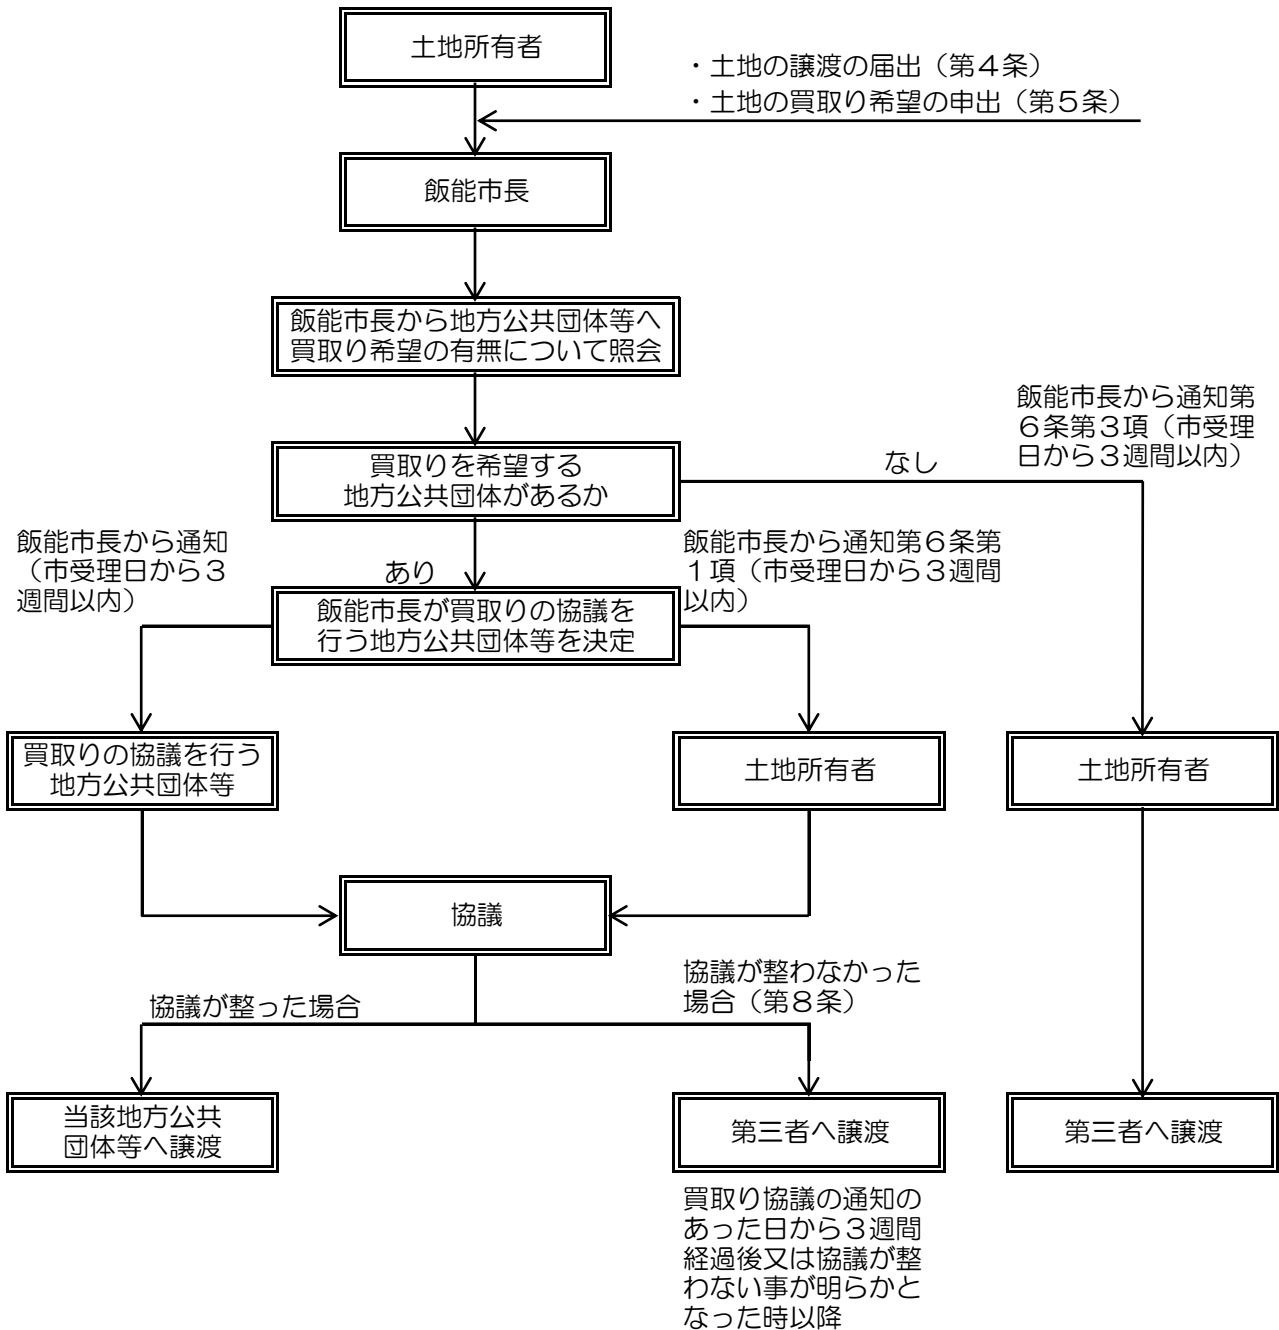 土地所有者
・土地の譲渡の届出（第４条）
・土地の買取り希望の申出（第５条）
飯能市長
飯能市長から地方公共団体等へ
買取り希望の有無について照会
飯能市長から通知第
６条第３項（市受理
日から３週間以内）
買取りを希望する
地方公共団体があるか
なし
飯能市長から通知
（市受理日から３
週間以内）
あり
飯能市長から通知第６条第
１項（市受理日から３週間
以内）
飯能市長が買取りの協議を
行う地方公共団体等を決定
買取りの協議を行う
地方公共団体等
土地所有者
土地所有者
協議
協議が整った場合
協議が整わなかった
場合（第８条）
当該地方公共
団体等へ譲渡
第三者へ譲渡
第三者へ譲渡
買取り協議の通知の
あった日から３週間
経過後又は協議が整
わない事が明らかと
なった時以降